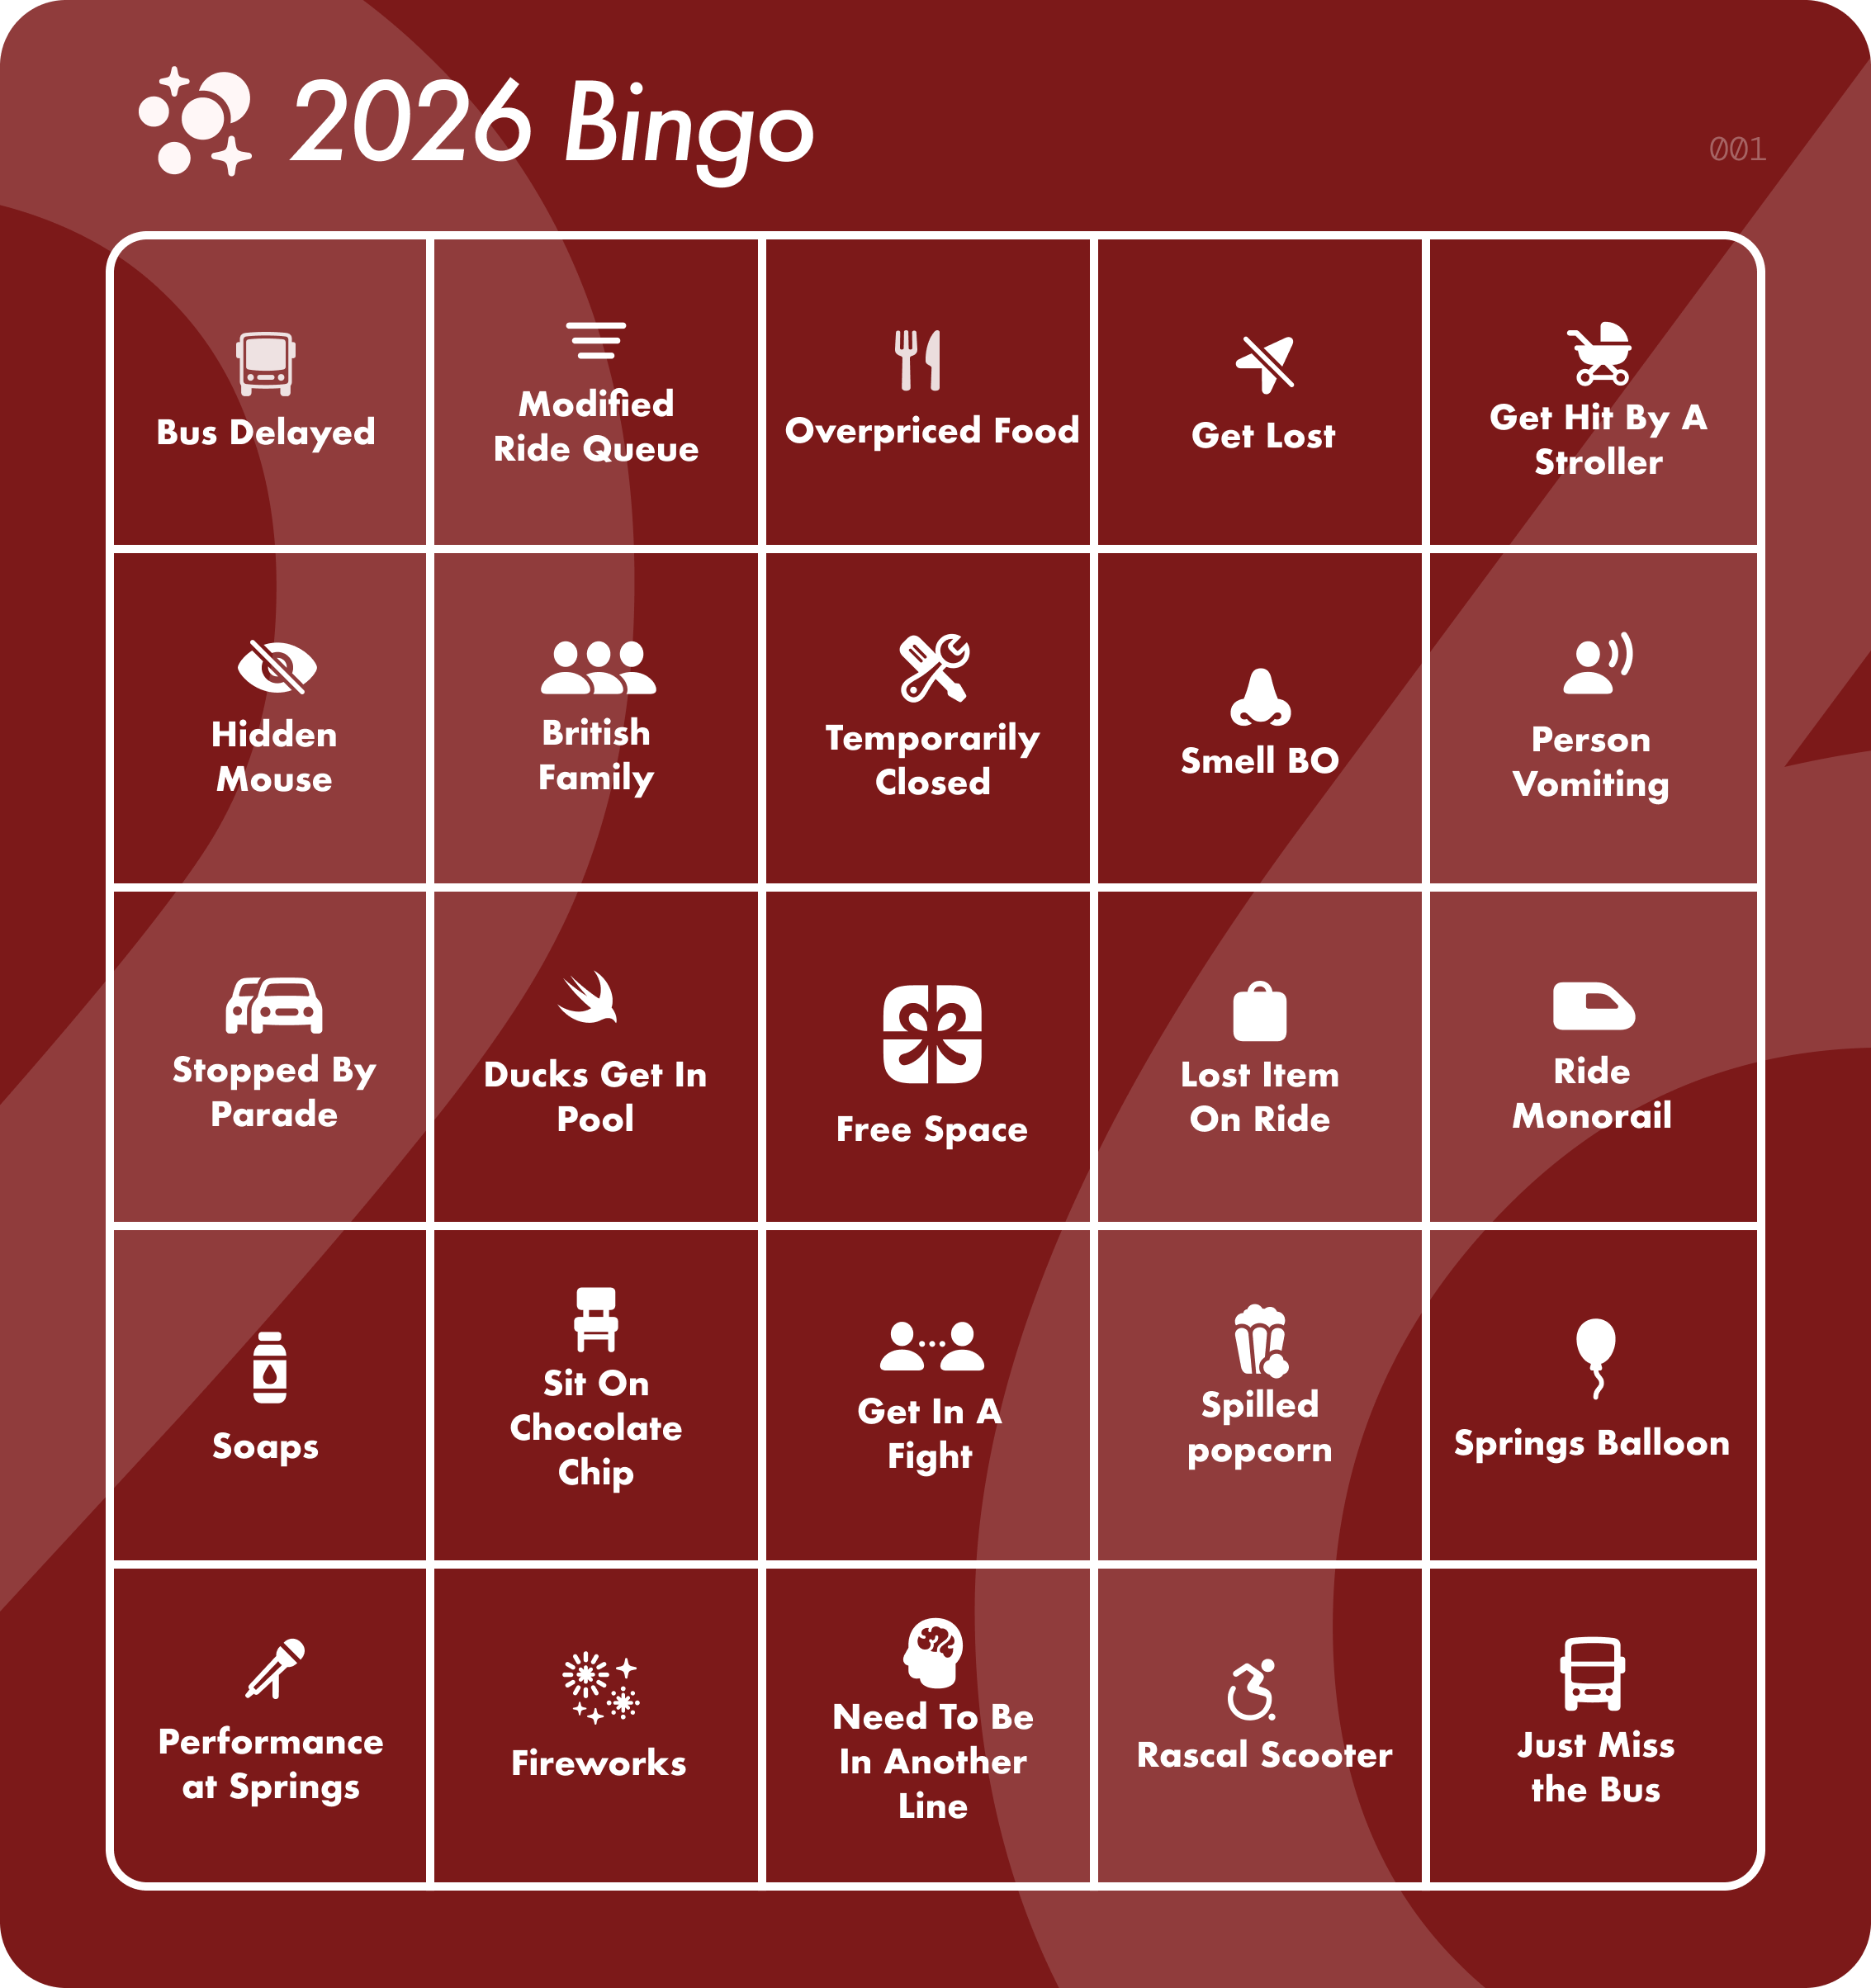 2026 Bingo
001
Bus Delayed
Modified
Ride Queue
Overpriced Food
Get Lost
Get Hit By A
Stroller
Hidden
Mouse
British
Family
Temporarily
Closed
Smell BO
Person
Vomiting
Stopped By
Parade
Ducks Get In
Pool
Free Space
Lost Item
On Ride
Ride
Monorail
Soaps
Sit On
Chocolate
Chip
Get In A
Fight
Spilled
popcorn
Springs Balloon
Performance
at Springs
Fireworks
Need To Be
In Another
Line
Rascal Scooter
Just Miss
the Bus